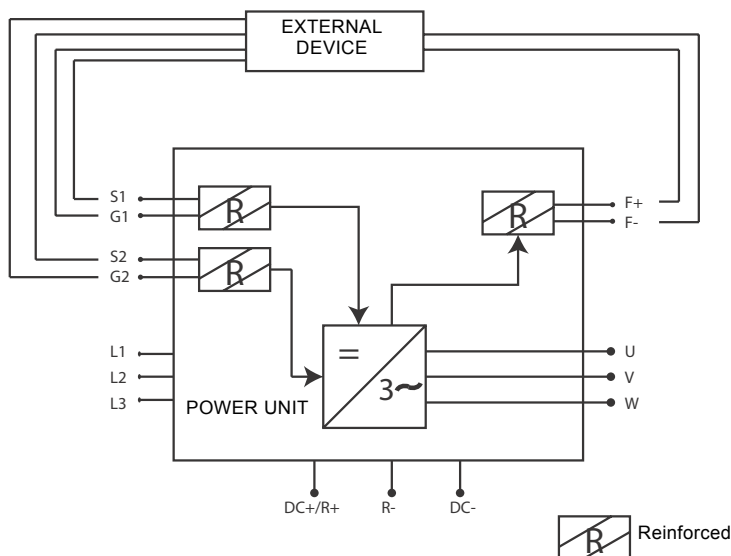 EXTERNAL
DEVICE
S1
G1
S2
G2
R
R
R
F+
F-
L1
L2
L3
=
3~
U
V
W
POWER UNIT
DC+/R+
R-
DC-
R
Reinforced